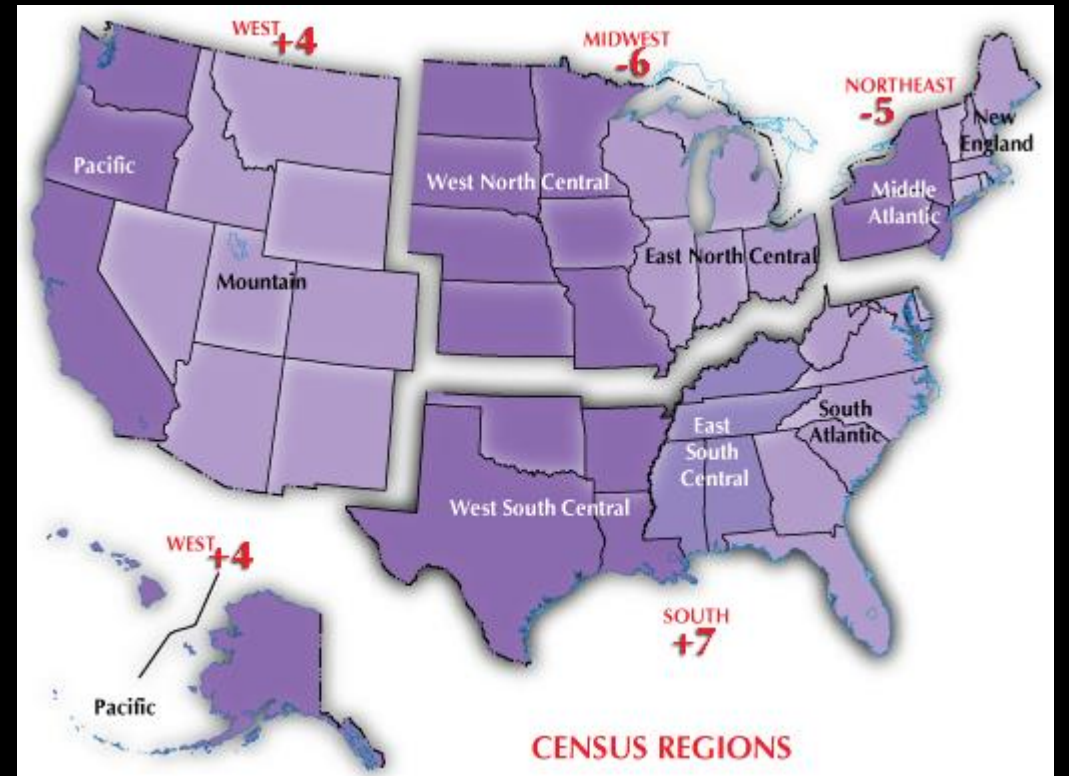 WEST
+4
MIDWEST
-6
NORTHEAST
-5
New
England
Pacific
West North Central
Middle
Atlantic
East North Central
Mountain
South
Atlantic
East
South
Central
West South Central
WEST
+4
SOUTH
+7
Pacific
CENSUS REGIONS